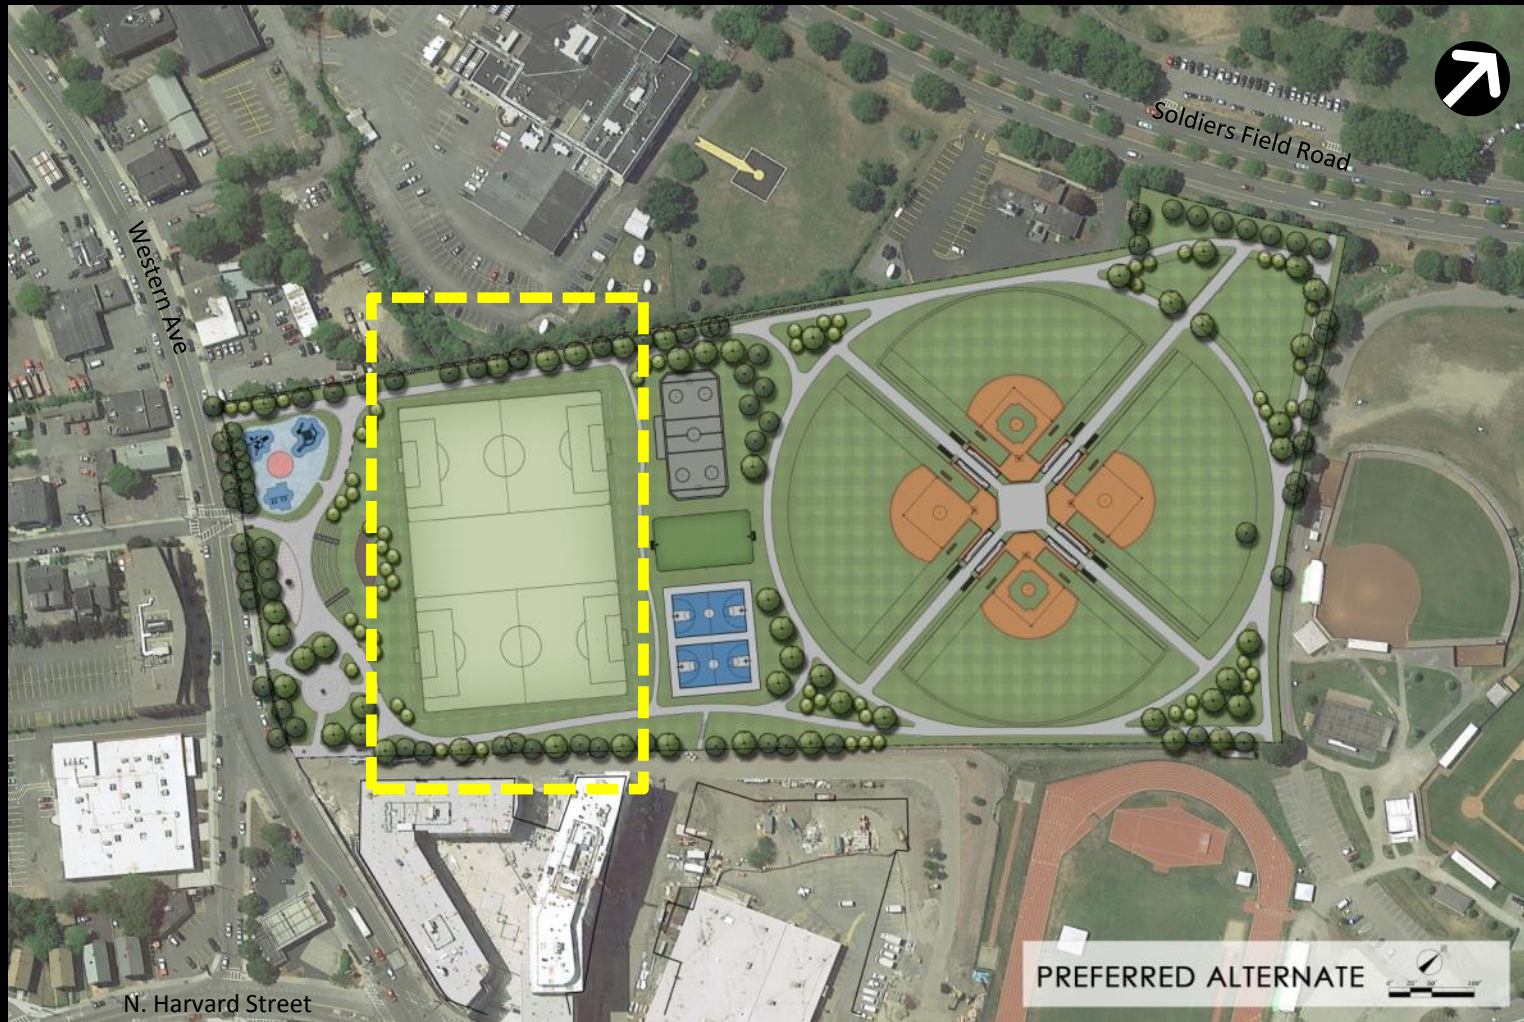 Soldiers Field Road
Western Ave
N. Harvard Street
PREFERRED ALTERNATE